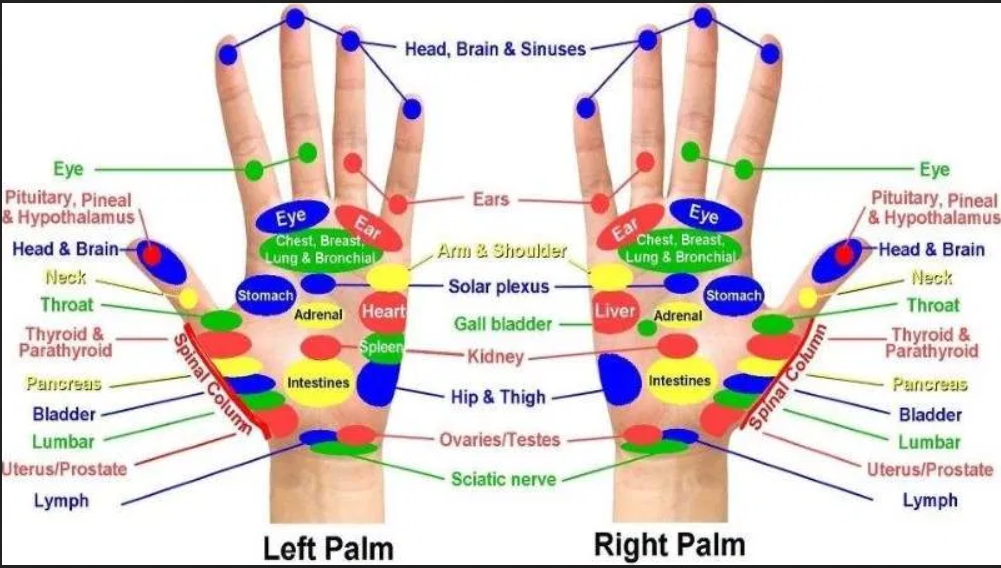 Head, Brain & Sinuses
Eye
Eye
Pituitary, Pineal
& Hypothalamus
Ears
Pituitary, Pineal
& Hypothalamus
Eye
Ear
Ear
Eye
Head & Brain
Chest, Breast,
Lung & Bronchial
Arm & Shoulder
Chest, Breast,
Lung & Bronchial
Head & Brain
Neck
Neck
Stomach
Solar plexus
Stomach
Throat
Adrenal
Heart
Liver
Adrenal
Throat
Gall bladder
Thyroid &
Parathyroid
Spleen
Kidney
Thyroid &
Parathyroid
Spinal Column
Spinal Column
Pancreas
Intestines
Intestines
Pancreas
Hip & Thigh
Bladder
Bladder
Lumbar
Ovaries/Testes
Lumbar
Uterus/Prostate
Uterus/Prostate
Sciatic nerve
Lymph
Lymph
Left Palm
Right Palm